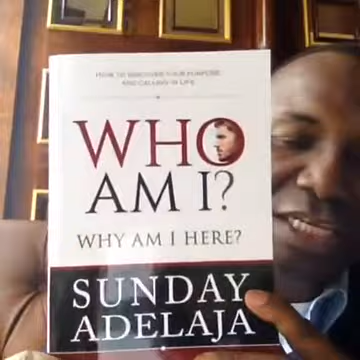 HOW TO DISCOVER YOUR PURPOSE
AND CALLING IN LIFE
WHO
AM I?
WHY AM I HERE?
SUNDAY
ADELAJA